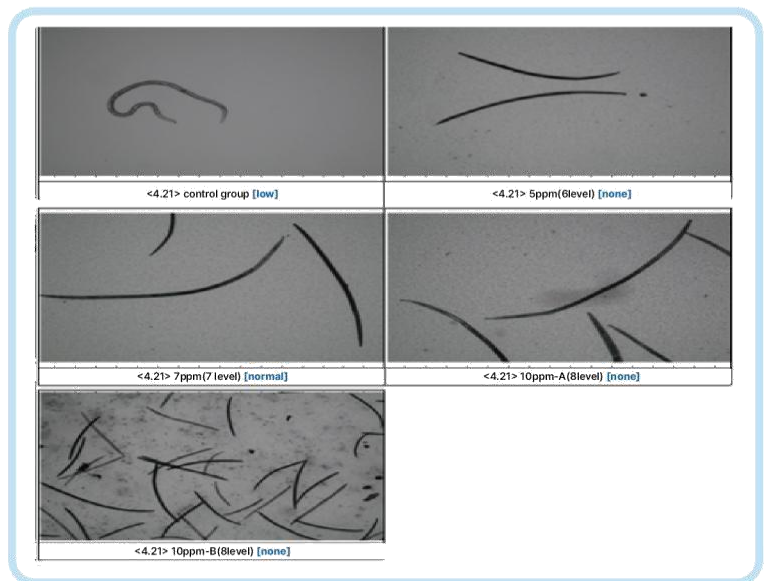 <4.21> control group [low]
<4.21> 5ppm(6level) [none]
<4.21> 7ppm(7 level) [normal]
<4.21> 10ppm-A(8level) [none]
<4.21> 10ppm-B(8level) [none]